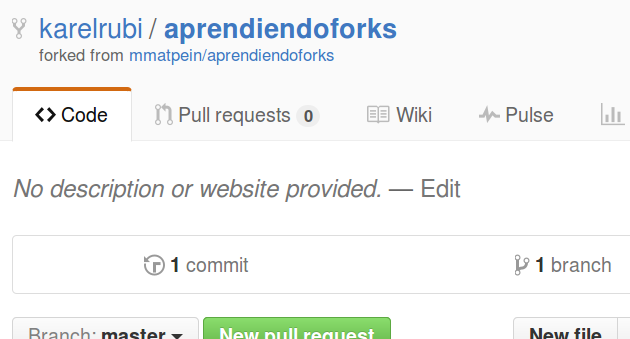 karelrubi / aprendiendoforks
forked from mmatpein/aprendiendoforks
Code Pull requests 0 Wiki Pulse
No description or website provided. — Edit
1 commit 1 branch
Branch: master New pull request New file